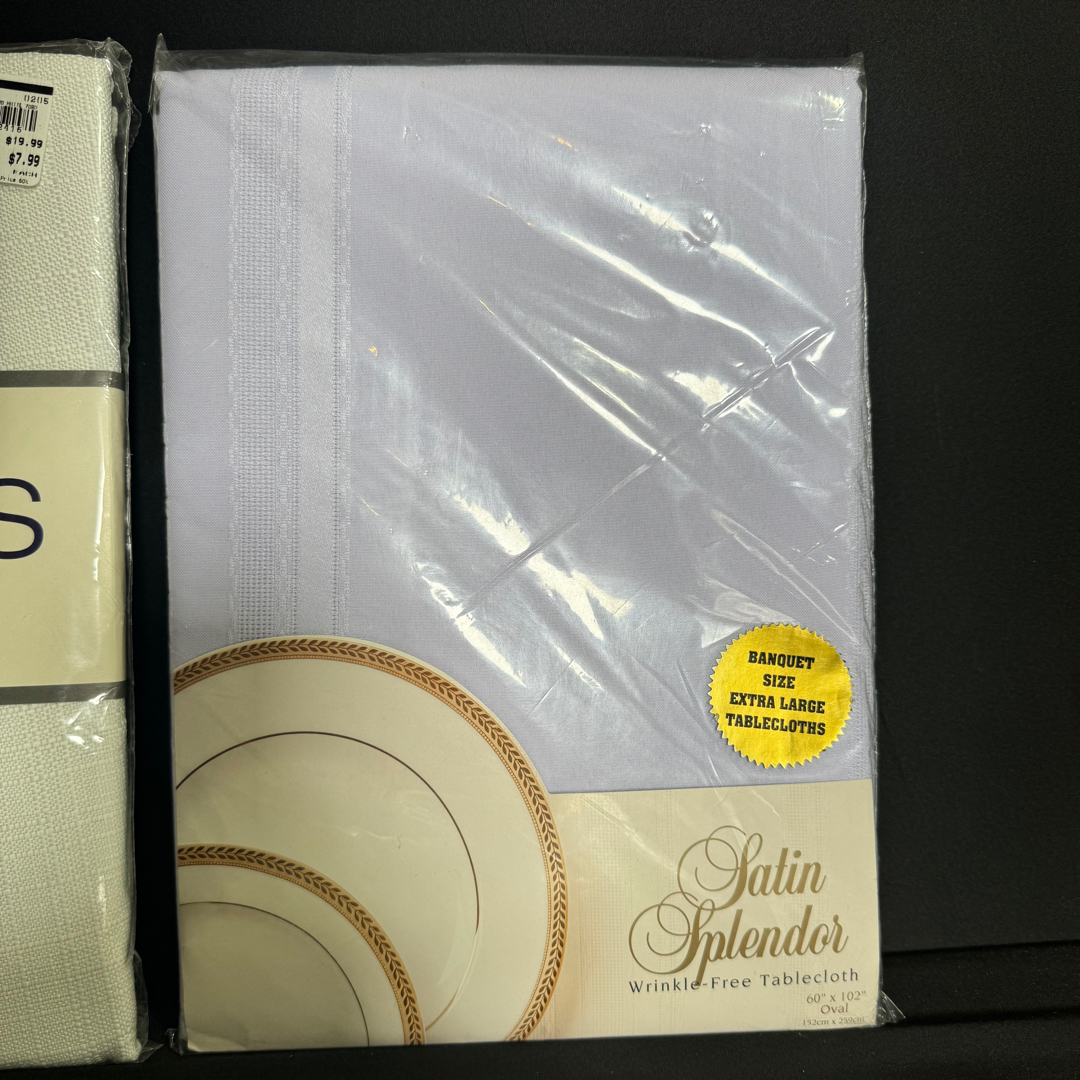 $19.99
$7.99
EACH
S
BANQUET
SIZE
EXTRA LARGE
TABLECLOTHS
Satin
Splendor
Wrinkle-Free Tablecloth
60" x 102"
Oval
152cm x 259cm